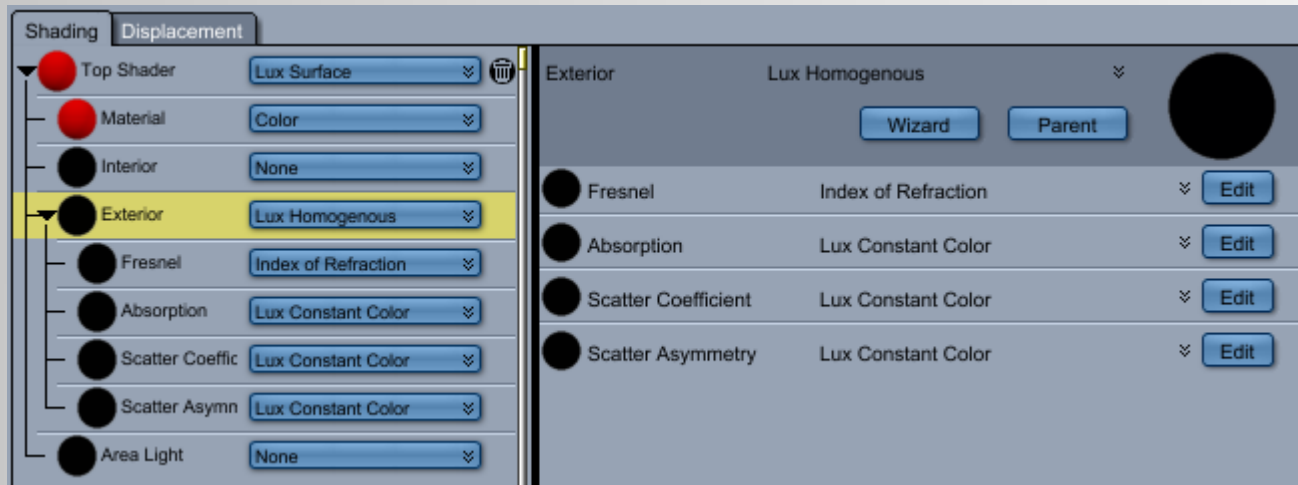 Shading Displacement
Top Shader Lux Surface
Material Color
Interior None
Exterior Lux Homogenous
Fresnel Index of Refraction
Absorption Lux Constant Color
Scatter Coeffic Lux Constant Color
Scatter Asymn Lux Constant Color
Area Light None
Exterior Lux Homogenous
Wizard Parent
Fresnel Index of Refraction Edit
Absorption Lux Constant Color Edit
Scatter Coefficient Lux Constant Color Edit
Scatter Asymmetry Lux Constant Color Edit